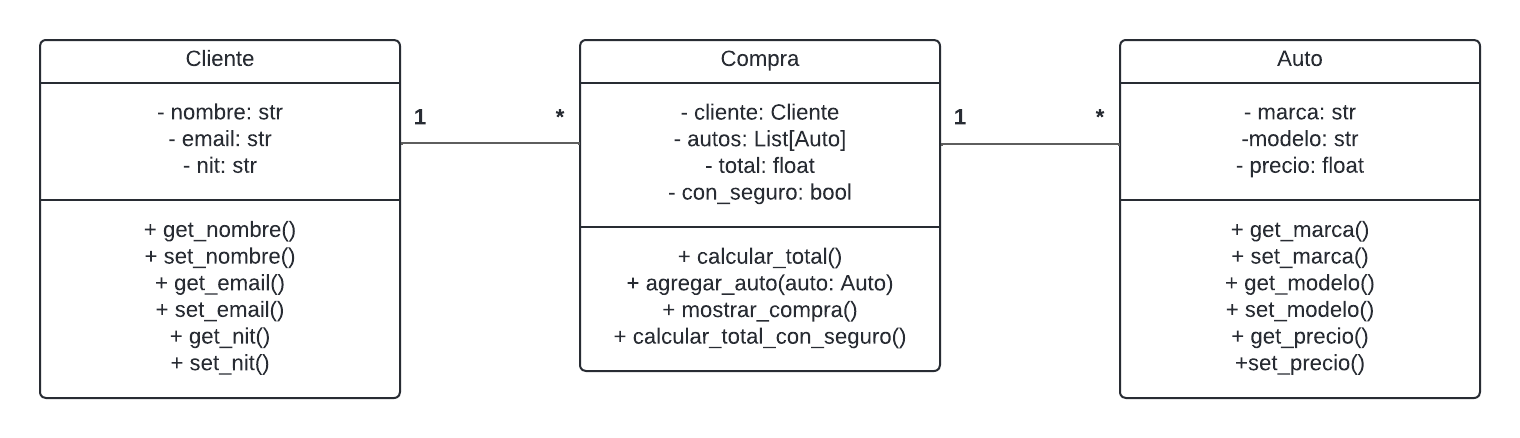 Cliente
- nombre: str
- email: str
- nit: str
+ get_nombre()
+ set_nombre()
+ get_email()
+ set_email()
+ get_nit()
+ set_nit()
1
*
Compra
- cliente: Cliente
- autos: List[Auto]
- total: float
- con_seguro: bool
+ calcular_total()
+ agregar_auto(auto: Auto)
+ mostrar_compra()
+ calcular_total_con_seguro()
1
*
Auto
- marca: str
-modelo: str
- precio: float
+ get_marca()
+ set_marca()
+ get_modelo()
+ set_modelo()
+ get_precio()
+set_precio()